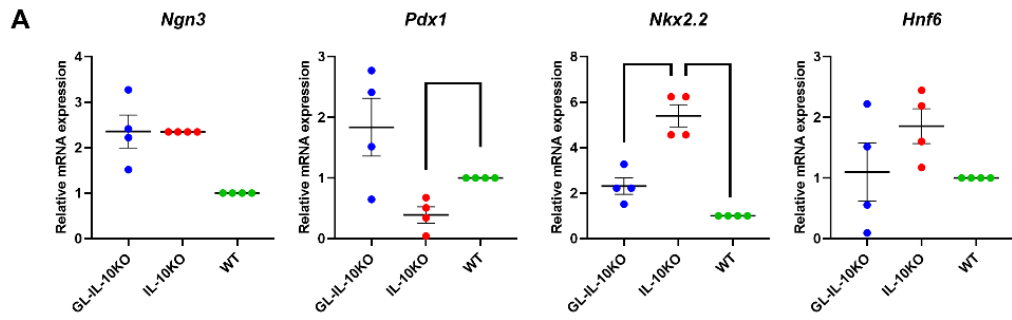 A
Ngn3
Relative mRNA expression
4
3
2
1
0
GL-IL-10KO
IL-10KO
WT
Pdx1
Relative mRNA expression
3
2
1
0
GL-IL-10KO
IL-10KO
WT
Nkx2.2
Relative mRNA expression
8
6
4
2
0
GL-IL-10KO
IL-10KO
WT
Hnf6
Relative mRNA expression
3
2
1
0
GL-IL-10KO
IL-10KO
WT